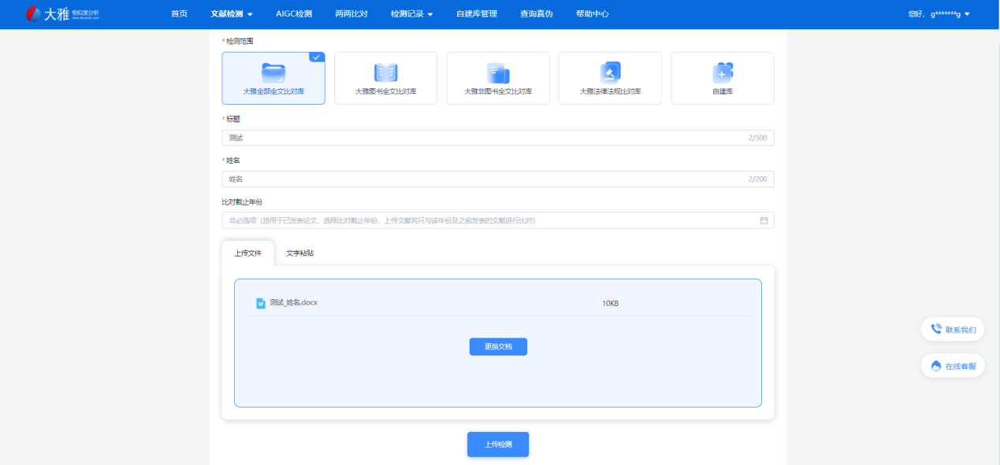 大雅 相似度分析
首页 文献检测 AIGC检测 两两比对 检测记录 自建库管理 查询真伪 帮助中心 您好，g*******g
*检测范围
大雅全部全文比对库 大雅图书全文比对库 大雅非图书全文比对库 大雅法律法规比对库 自建库
*标题
测试 2/300
*姓名
姓名 2/200
比对截止年份
非必选项（适用于已发表论文，选择比对截止年份，上传文献将只与该年份及之前发表的文献进行比对）
上传文件 文字粘贴
W 测试_姓名.docx 10KB
更换文档
联系我们
在线客服
上传检测